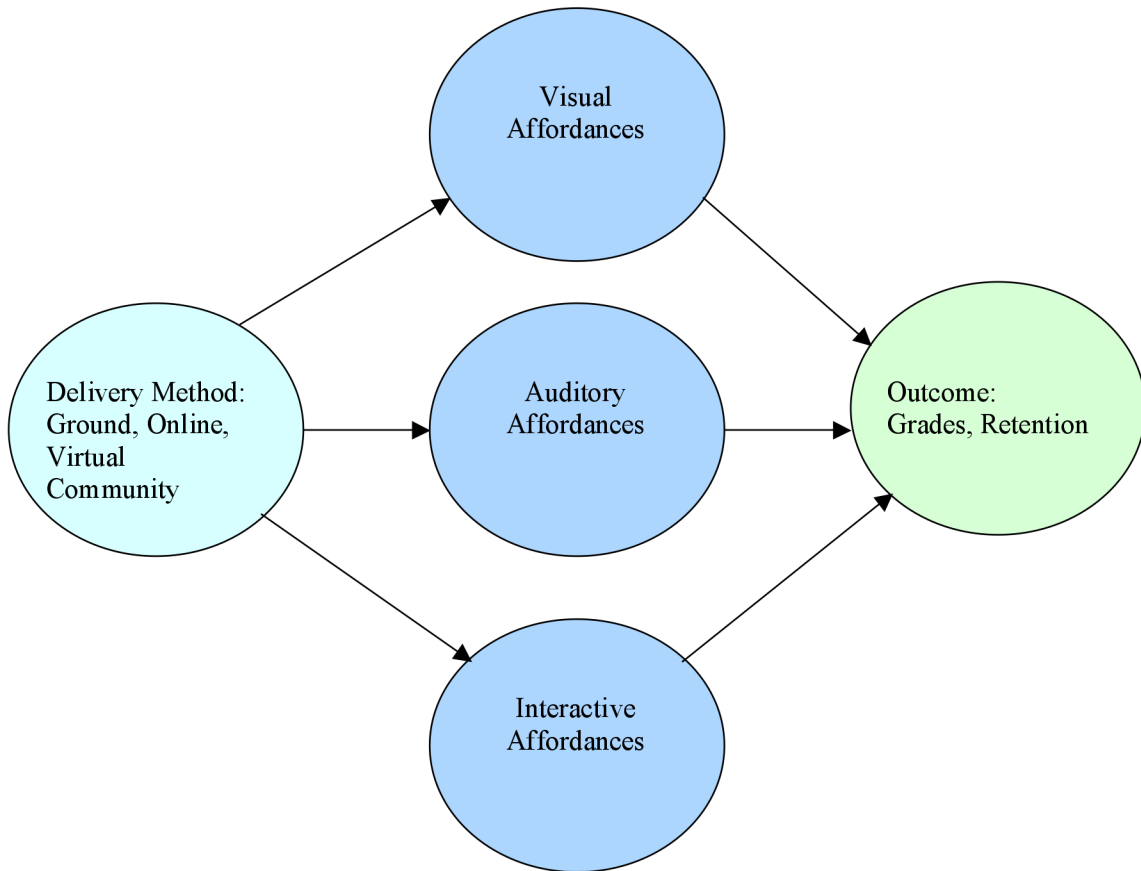 Visual
Affordances
Delivery Method:
Ground, Online,
Virtual
Community
Auditory
Affordances
Outcome:
Grades, Retention
Interactive
Affordances